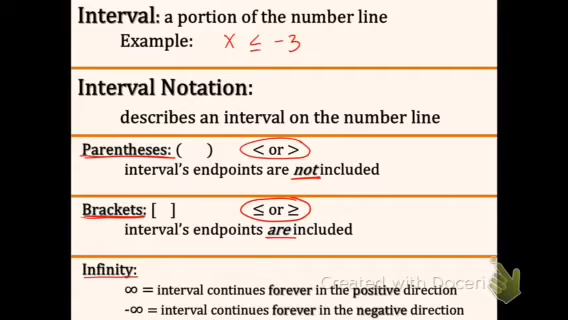 Interval: a portion of the number line
Example: x ≤ -3
Interval Notation:
describes an interval on the number line
Parentheses: (    ) < or >
interval's endpoints are not included
Brackets: [   ] ≤ or ≥
interval's endpoints are included
Infinity:
Created with Doceri
∞ = interval continues forever in the positive direction
-∞ = interval continues forever in the negative direction